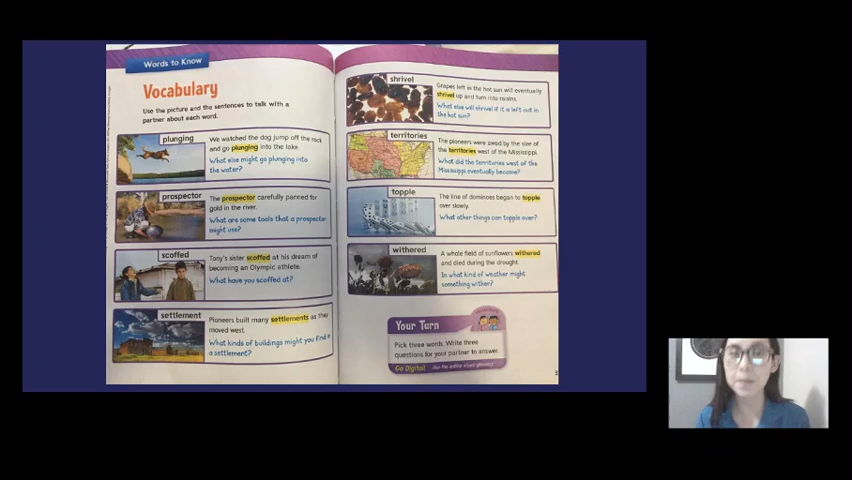 Words to Know
Vocabulary
Use the picture and the sentences to talk with a
partner about each word.
plunging
We watched the dog jump off the rock
and go plunging into the lake.
What else might go plunging into
the water?
prospector
The prospector carefully panned for
gold in the river.
What are some tools that a prospector
might use?
scoffed
Tony's sister scoffed at his dream of
becoming an Olympic athlete.
What have you scoffed at?
settlement
Pioneers built many settlements as they
moved west.
What kinds of buildings might you find in
a settlement?
shrivel
Grapes left in the hot sun will eventually
shrivel up and turn into raisins.
What else will shrivel if it is left out in
the hot sun?
territories
The pioneers were awed by the size of
the territories west of the Mississippi.
What did the territories west of the
Mississippi eventually become?
topple
The line of dominoes began to topple
over slowly.
What other things can topple over?
withered
A whole field of sunflowers withered
and died during the drought.
In what kind of weather might
something wither?
Your Turn
Pick three words. Write three
questions for your partner to answer.
Go Digital! Use the online visual glossary